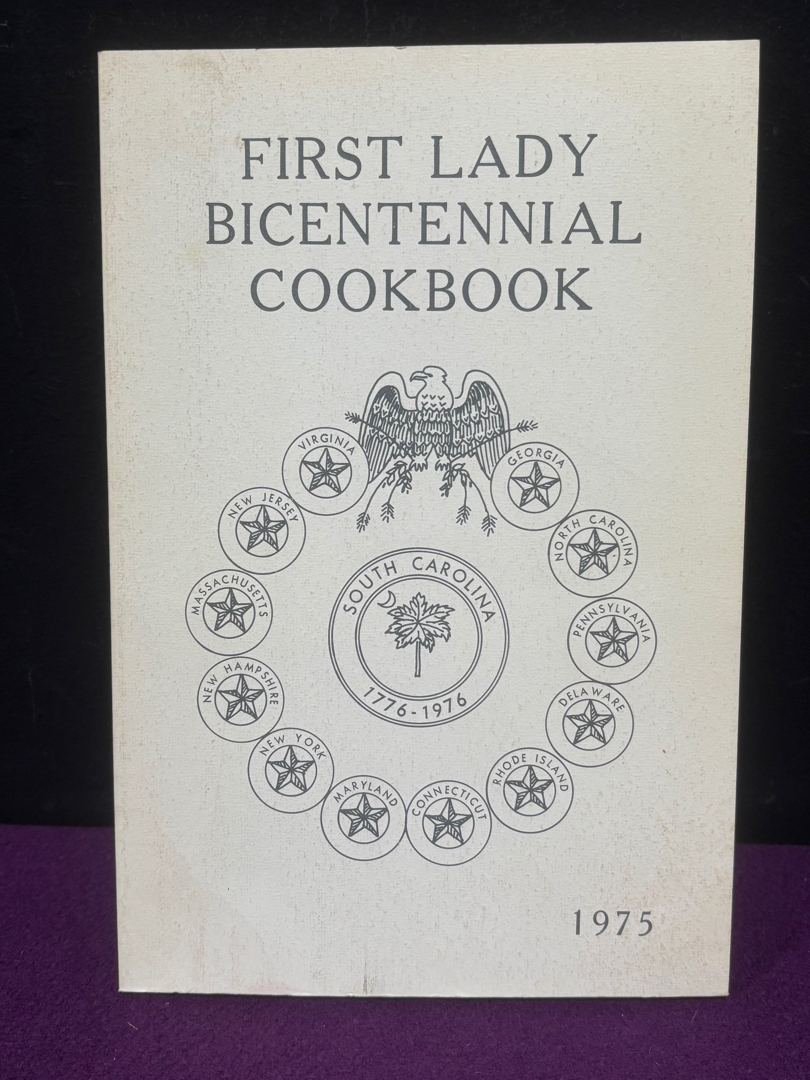 FIRST LADY
BICENTENNIAL
COOKBOOK
VIRGINIA
GEORGIA
NEW JERSEY
NORTH CAROLINA
MASSACHUSETTS
PENNSYLVANIA
SOUTH CAROLINA
1776-1976
NEW HAMPSHIRE
DELAWARE
NEW YORK
RHODE ISLAND
MARYLAND
CONNECTICUT
1975